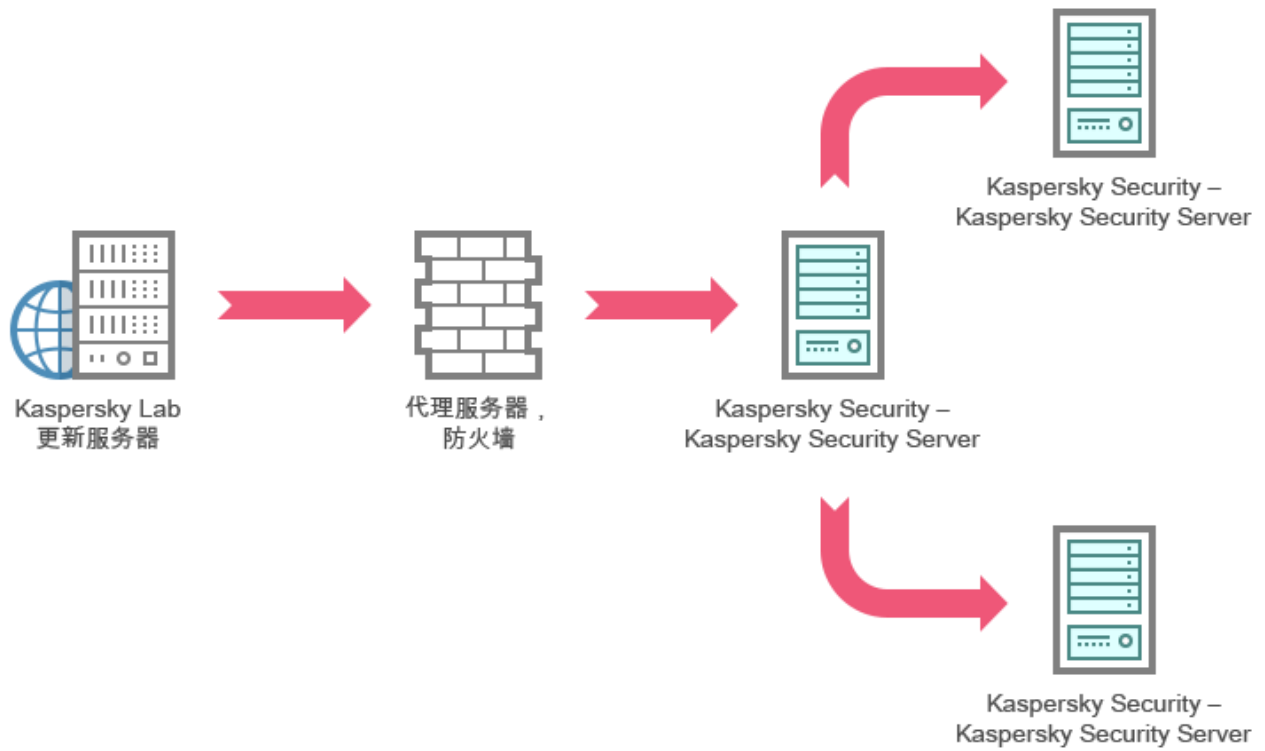 Kaspersky Security –
Kaspersky Security Server
Kaspersky Lab
更新服务器
代理服务器，
防火墙
Kaspersky Security –
Kaspersky Security Server
Kaspersky Security –
Kaspersky Security Server